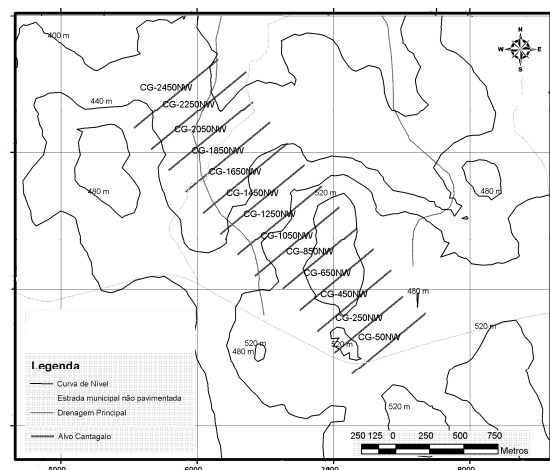 400 m
N
W E
S
CG-2450NW
440 m
CG-2250NW
CG-2050NW
CG-1850NW
CG-1650NW
480 m
CG-1450NW
520 m
480 m
CG-1250NW
CG-1050NW
CG-850NW
CG-650NW
CG-450NW
480 m
CG-250NW
520 m
CG-50NW
520 m
480 m
Legenda
Curva de Nível
Estrada municipal não pavimentada
Drenagem Principal
Alvo Cantagalo
520 m
250 125 0 250 500 750
Metros
6000
8000